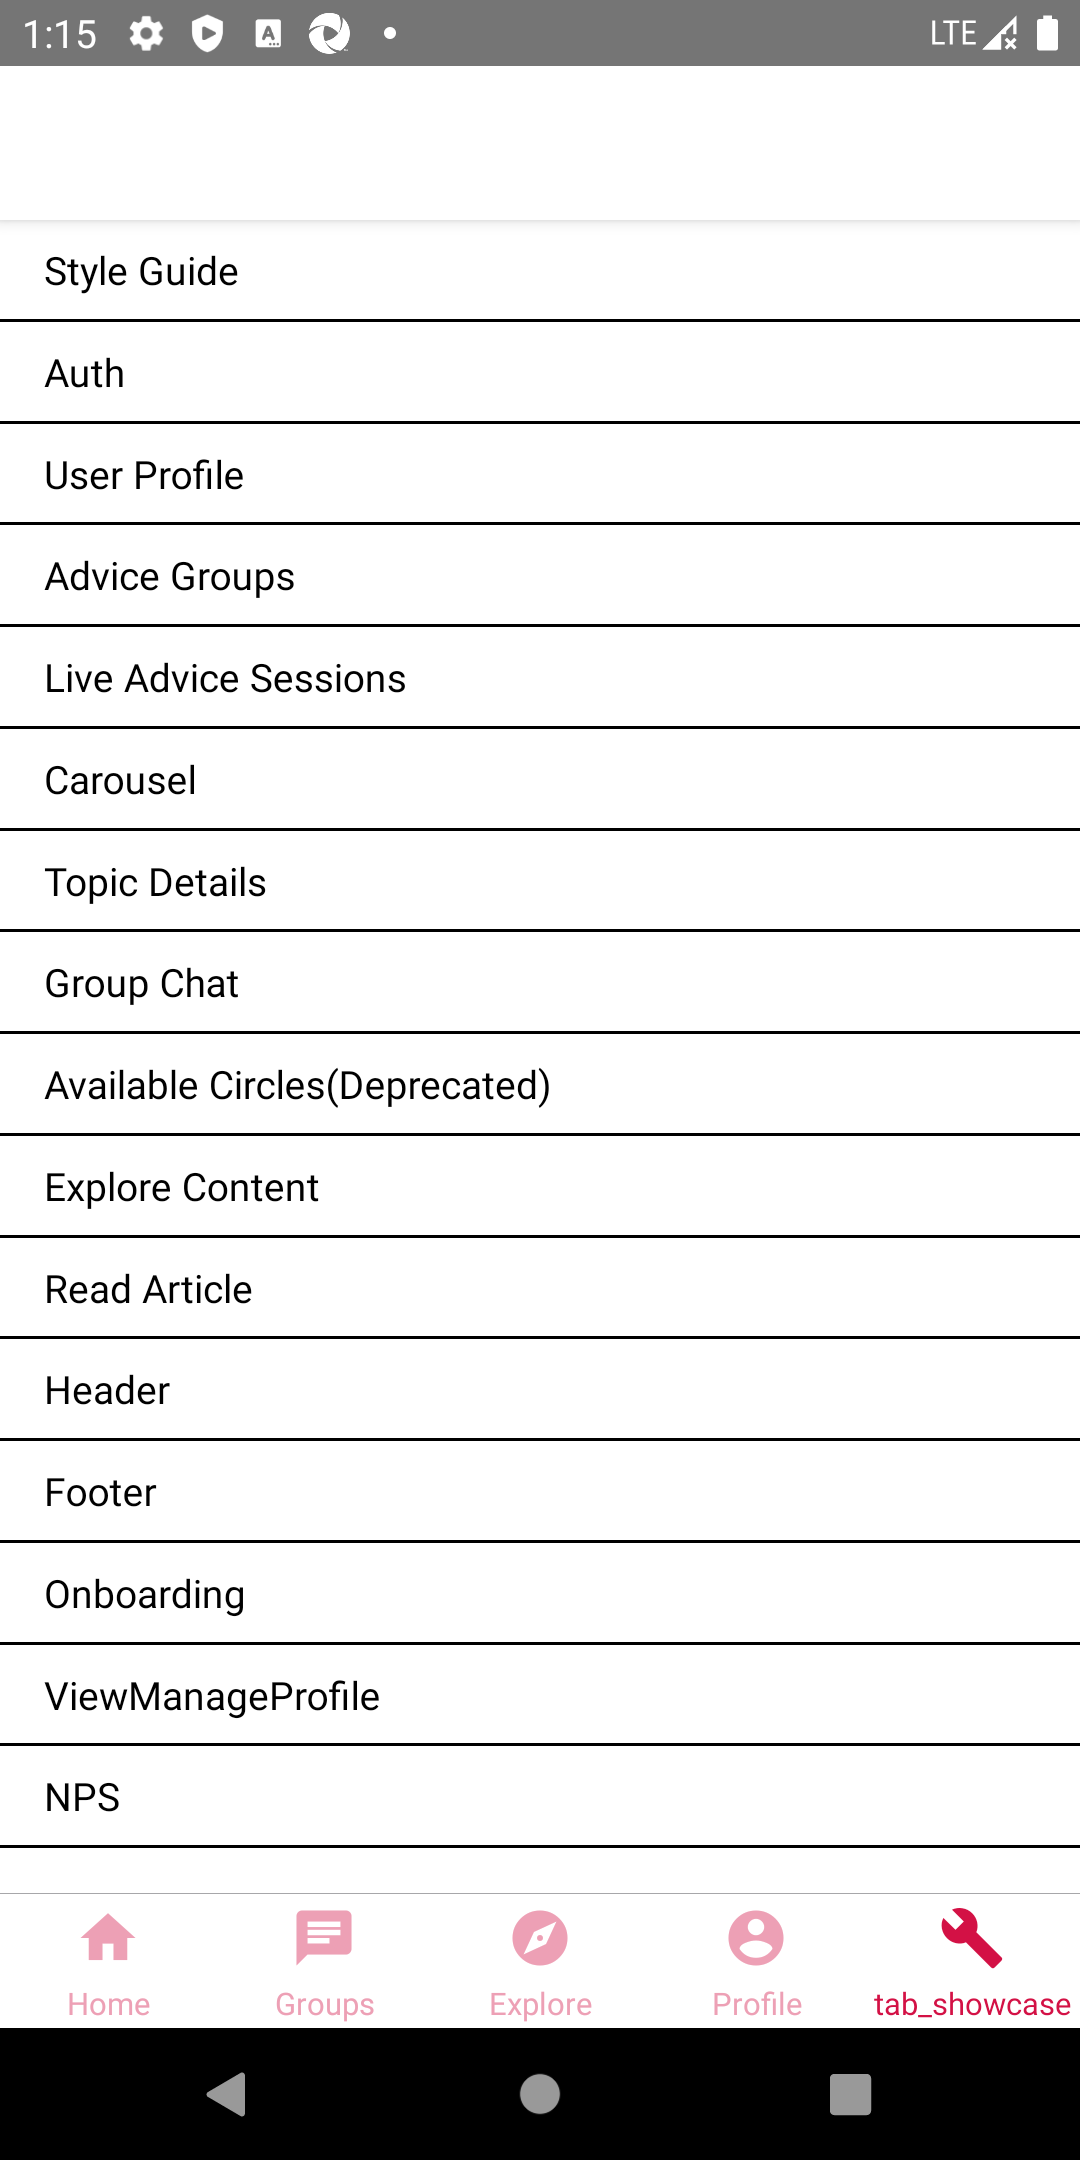 1:15 LTE
Style Guide
Auth
User Profile
Advice Groups
Live Advice Sessions
Carousel
Topic Details
Group Chat
Available Circles(Deprecated)
Explore Content
Read Article
Header
Footer
Onboarding
ViewManageProfile
NPS
Home Groups Explore Profile tab_showcase